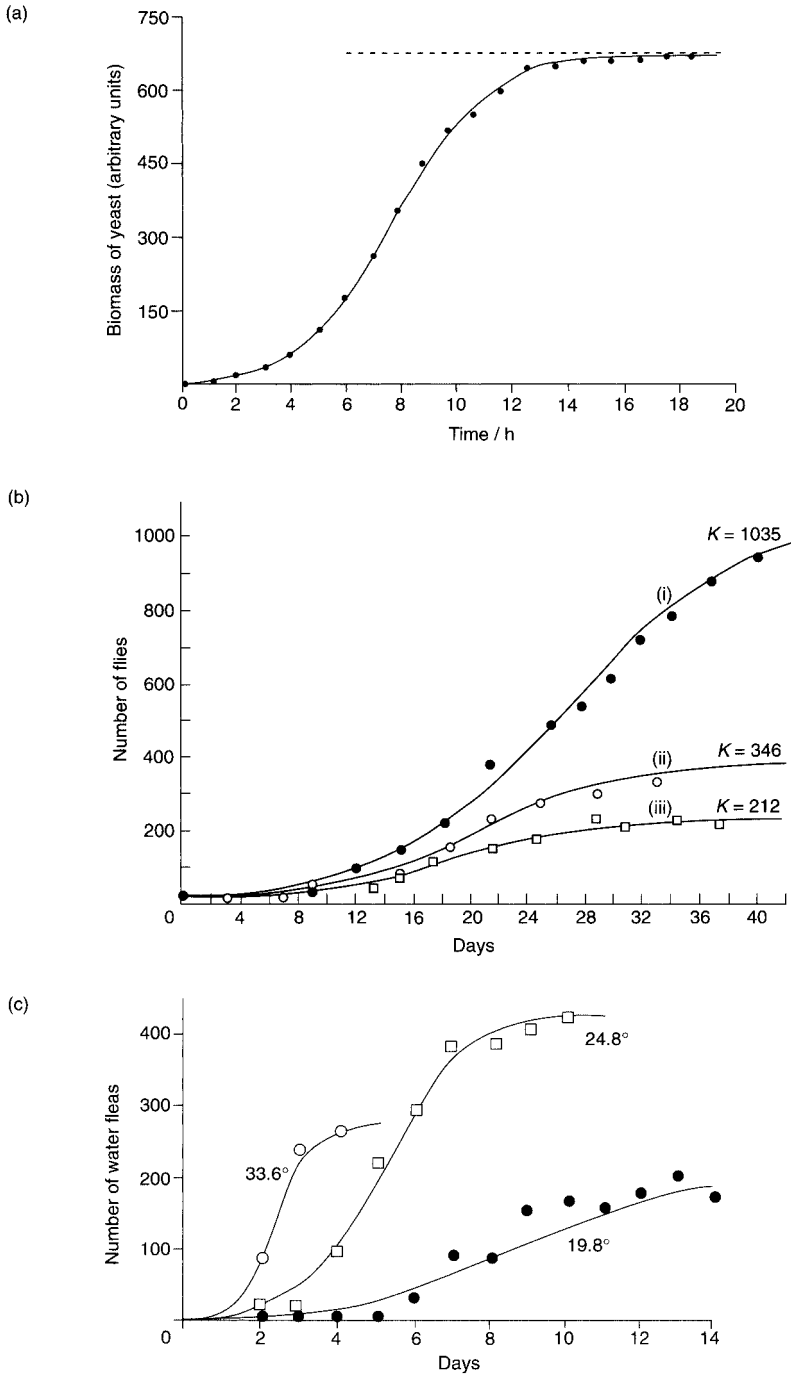 (a)
750
600
450
300
150
Biomass of yeast (arbitrary units)
0 2 4 6 8 10 12 14 16 18 20
Time / h
(b)
1000
800
600
400
200
Number of flies
K = 1035
(i)
K = 346
(ii)
K = 212
(iii)
0 4 8 12 16 20 24 28 32 36 40
Days
(c)
400
300
200
100
Number of water fleas
24.8°
33.6°
19.8°
0 2 4 6 8 10 12 14
Days